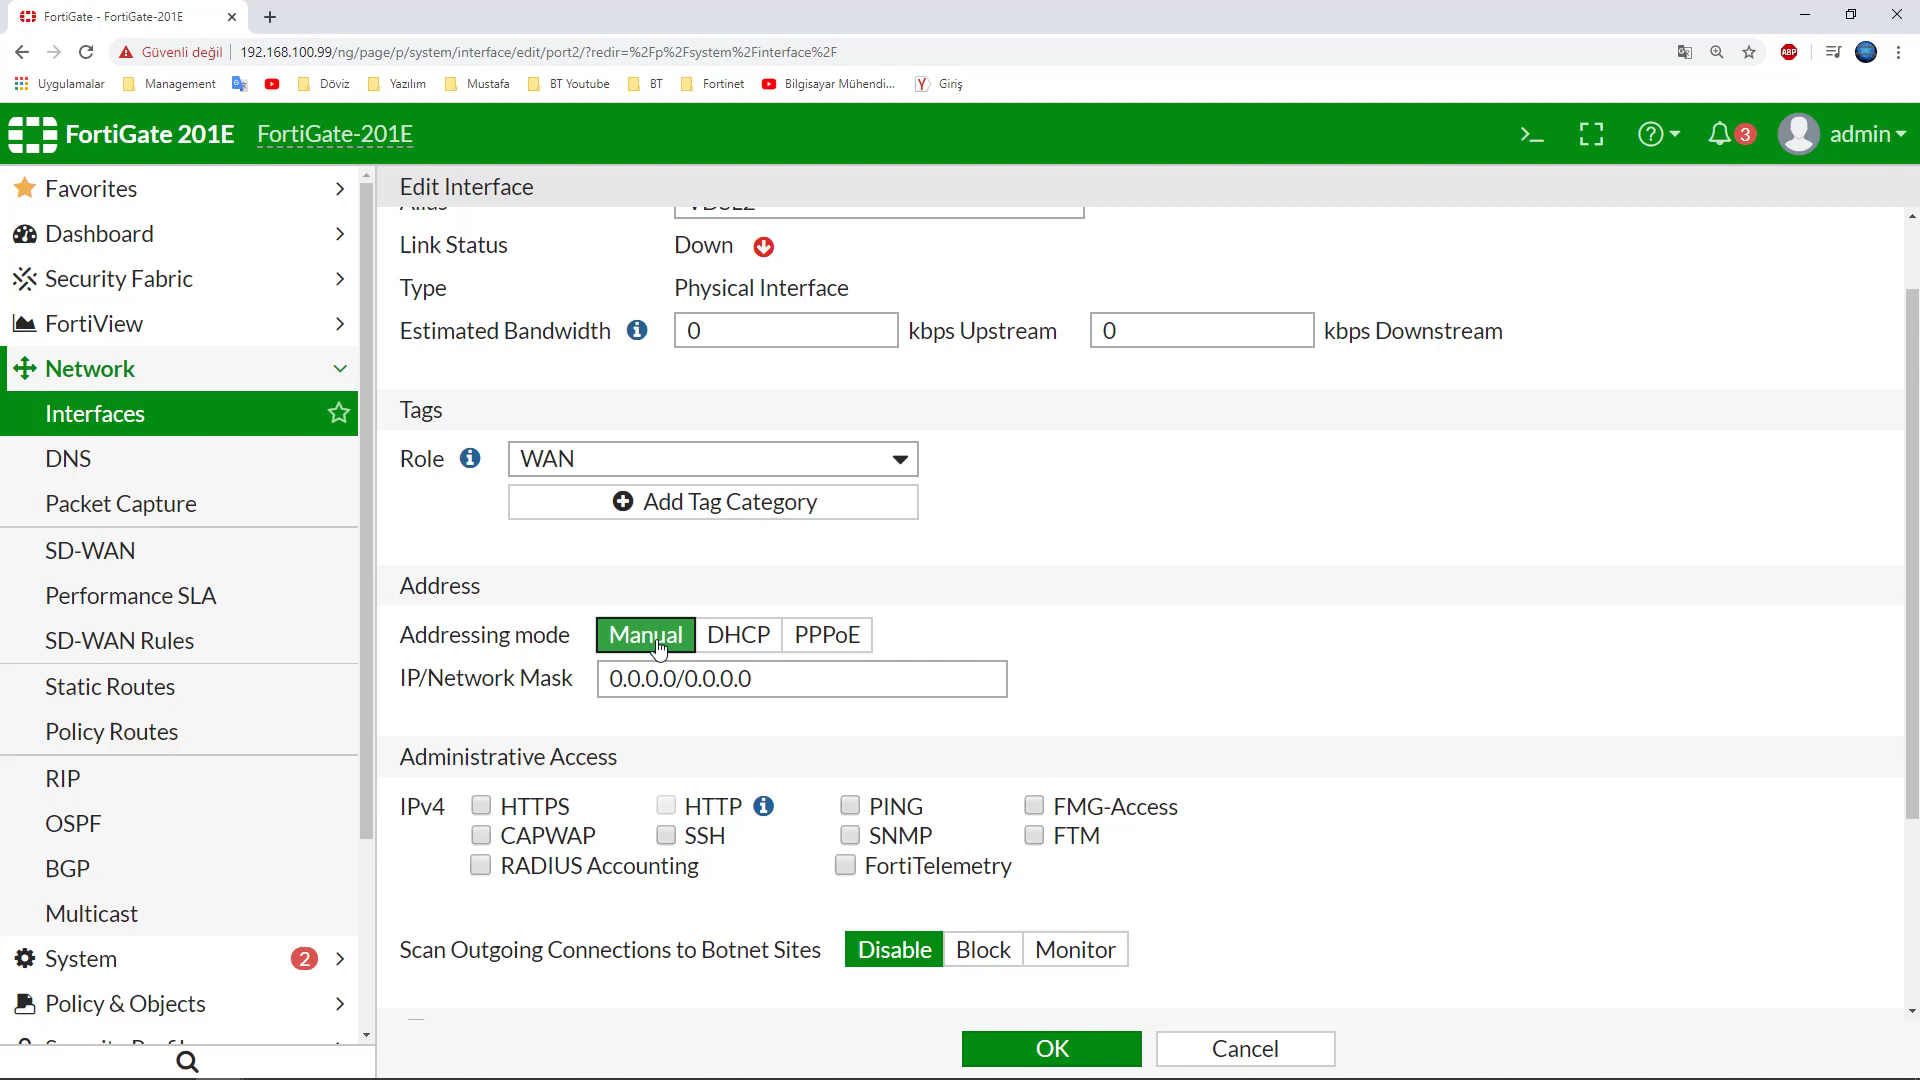 FortiGate - FortiGate-201E
Güvenli değil
192.168.100.99/ng/page/p/system/interface/edit/port2/?redir=%2Fp%2Fsystem%2Finterface%2F
ABP
Uygulamalar
Management
Döviz
Yazılım
Mustafa
BT Youtube
BT
Fortinet
Bilgisayar Mühendi...
Y Giriş
FortiGate 201E
FortiGate-201E
3
admin
Favorites
Dashboard
Security Fabric
FortiView
Network
Interfaces
DNS
Packet Capture
SD-WAN
Performance SLA
SD-WAN Rules
Static Routes
Policy Routes
RIP
OSPF
BGP
Multicast
System 2
Policy & Objects
Edit Interface
Link Status Down
Type Physical Interface
Estimated Bandwidth 0 kbps Upstream 0 kbps Downstream
Tags
Role WAN
Add Tag Category
Address
Addressing mode Manual DHCP PPPoE
IP/Network Mask 0.0.0.0/0.0.0.0
Administrative Access
IPv4 HTTPS HTTP PING FMG-Access
CAPWAP SSH SNMP FTM
RADIUS Accounting FortiTelemetry
Scan Outgoing Connections to Botnet Sites Disable Block Monitor
OK Cancel